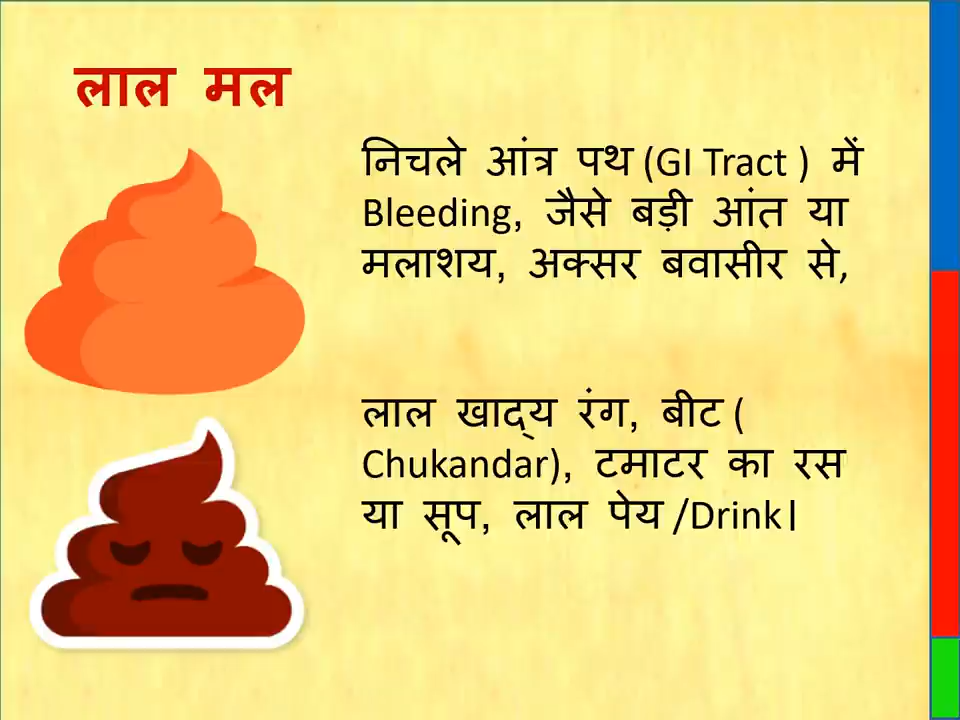 लाल मल
निचले आंत्र पथ (GI Tract ) में
Bleeding, जैसे बड़ी आंत या
मलाशय, अक्सर बवासीर से,
लाल खाद्य रंग, बीट (
Chukandar), टमाटर का रस
या सूप, लाल पेय /Drink।